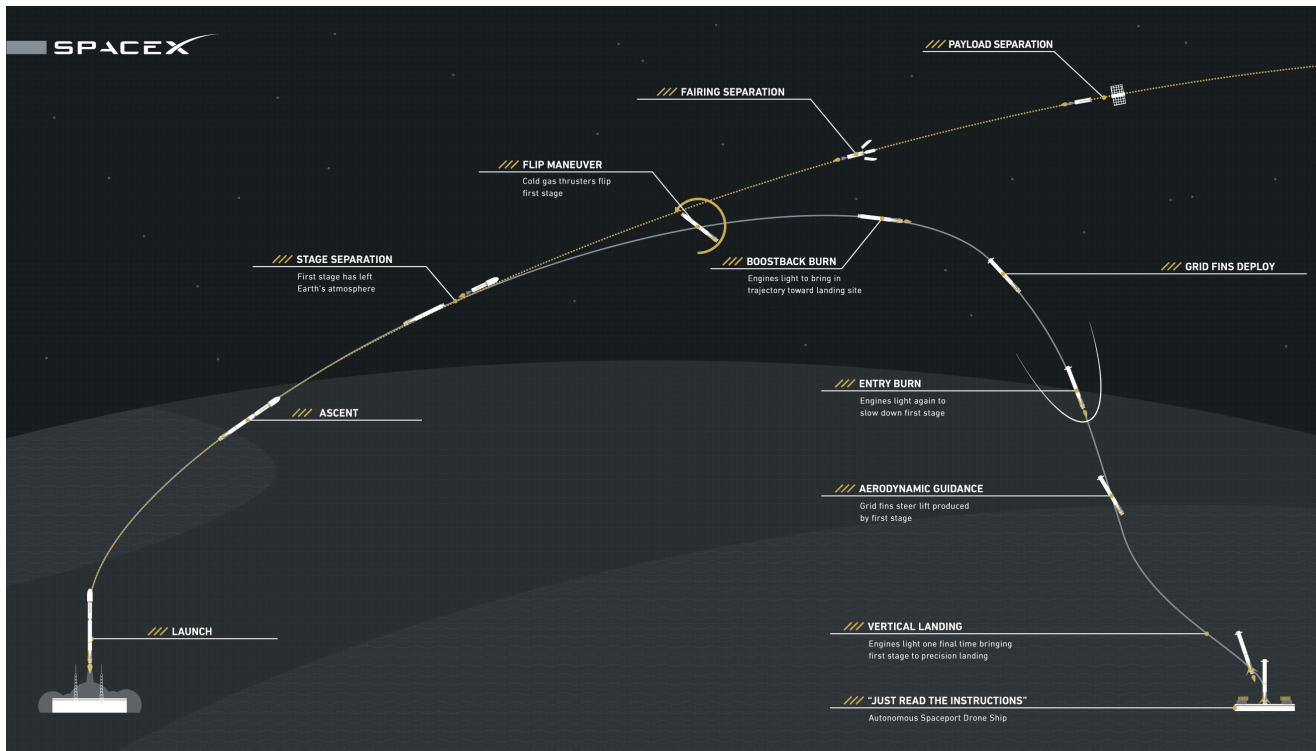 SPACEX
/// PAYLOAD SEPARATION
/// FAIRING SEPARATION
/// FLIP MANEUVER
Cold gas thrusters flip
first stage
/// STAGE SEPARATION
First stage has left
Earth's atmosphere
/// BOOSTBACK BURN
Engines light to bring in
trajectory toward landing site
/// GRID FINS DEPLOY
/// ENTRY BURN
Engines light again to
slow down first stage
/// ASCENT
/// AERODYNAMIC GUIDANCE
Grid fins steer lift produced
by first stage
/// LAUNCH
/// VERTICAL LANDING
Engines light one final time bringing
first stage to precision landing
/// "JUST READ THE INSTRUCTIONS"
Autonomous Spaceport Drone Ship